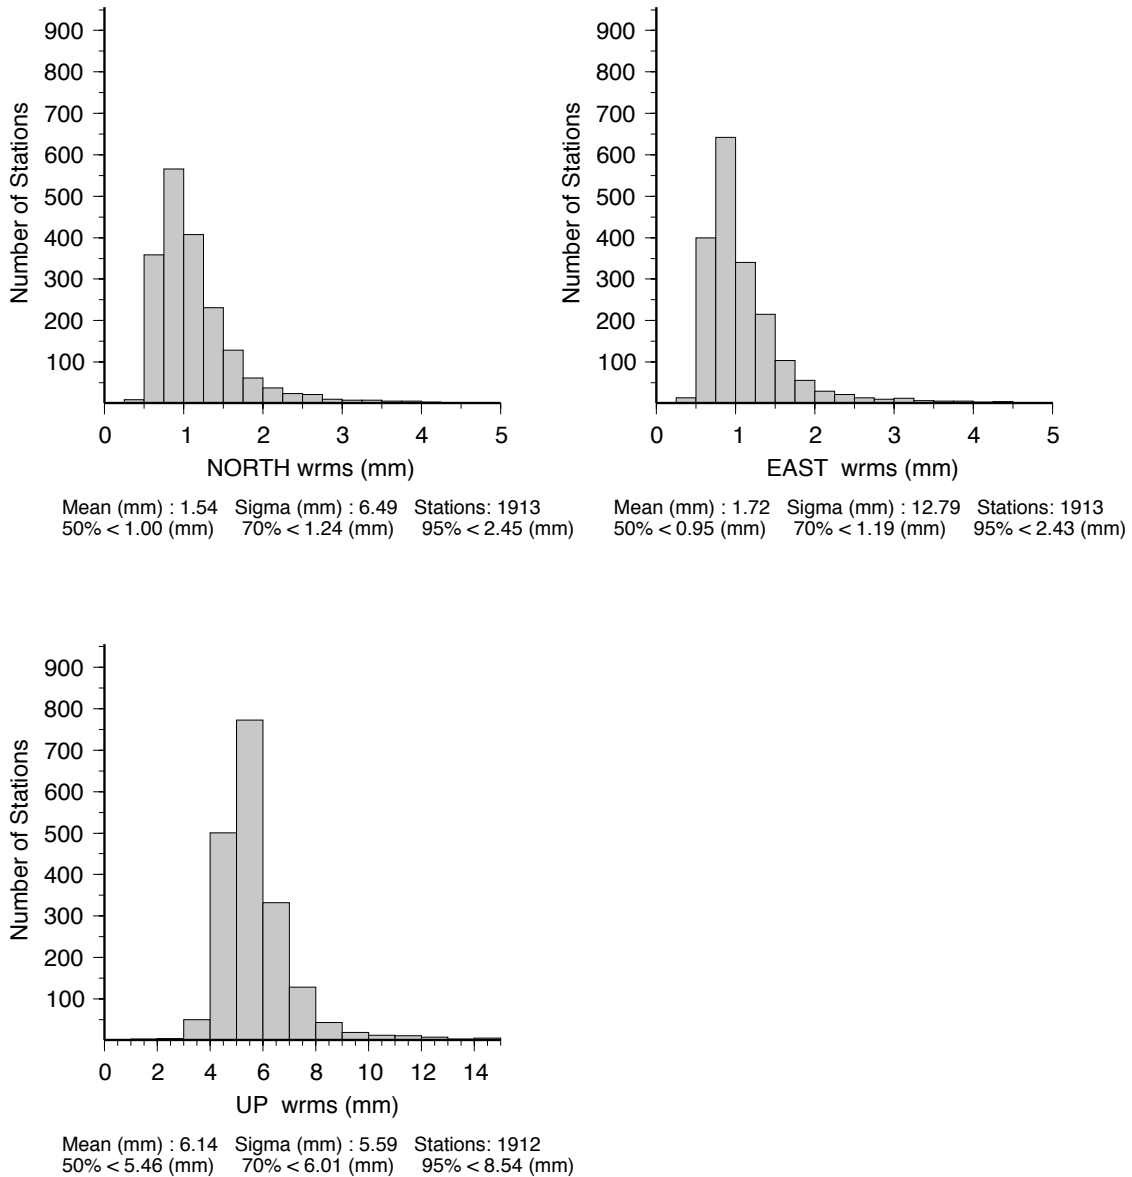 900
800
700
600
500
400
300
200
100
Number of Stations
0 1 2 3 4 5
NORTH wrms (mm)
Mean (mm) : 1.54 Sigma (mm) : 6.49 Stations: 1913
50% < 1.00 (mm) 70% < 1.24 (mm) 95% < 2.45 (mm)
900
800
700
600
500
400
300
200
100
Number of Stations
0 1 2 3 4 5
EAST wrms (mm)
Mean (mm) : 1.72 Sigma (mm) : 12.79 Stations: 1913
50% < 0.95 (mm) 70% < 1.19 (mm) 95% < 2.43 (mm)
900
800
700
600
500
400
300
200
100
Number of Stations
0 2 4 6 8 10 12 14
UP wrms (mm)
Mean (mm) : 6.14 Sigma (mm) : 5.59 Stations: 1912
50% < 5.46 (mm) 70% < 6.01 (mm) 95% < 8.54 (mm)